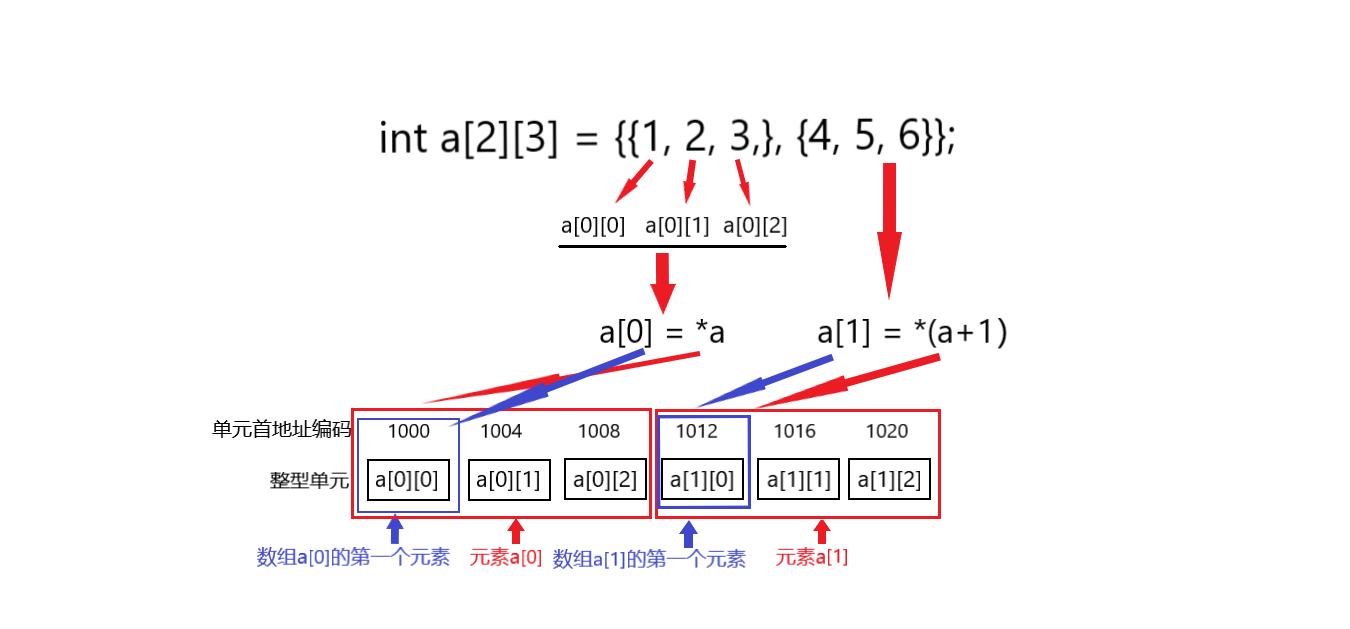 int a[2][3] = {{1, 2, 3,}, {4, 5, 6}};
a[0][0] a[0][1] a[0][2]
a[0] = *a a[1] = *(a+1)
单元首地址编码 1000 1004 1008 1012 1016 1020
整型单元 a[0][0] a[0][1] a[0][2] a[1][0] a[1][1] a[1][2]
数组a[0]的第一个元素 元素a[0] 数组a[1]的第一个元素 元素a[1]